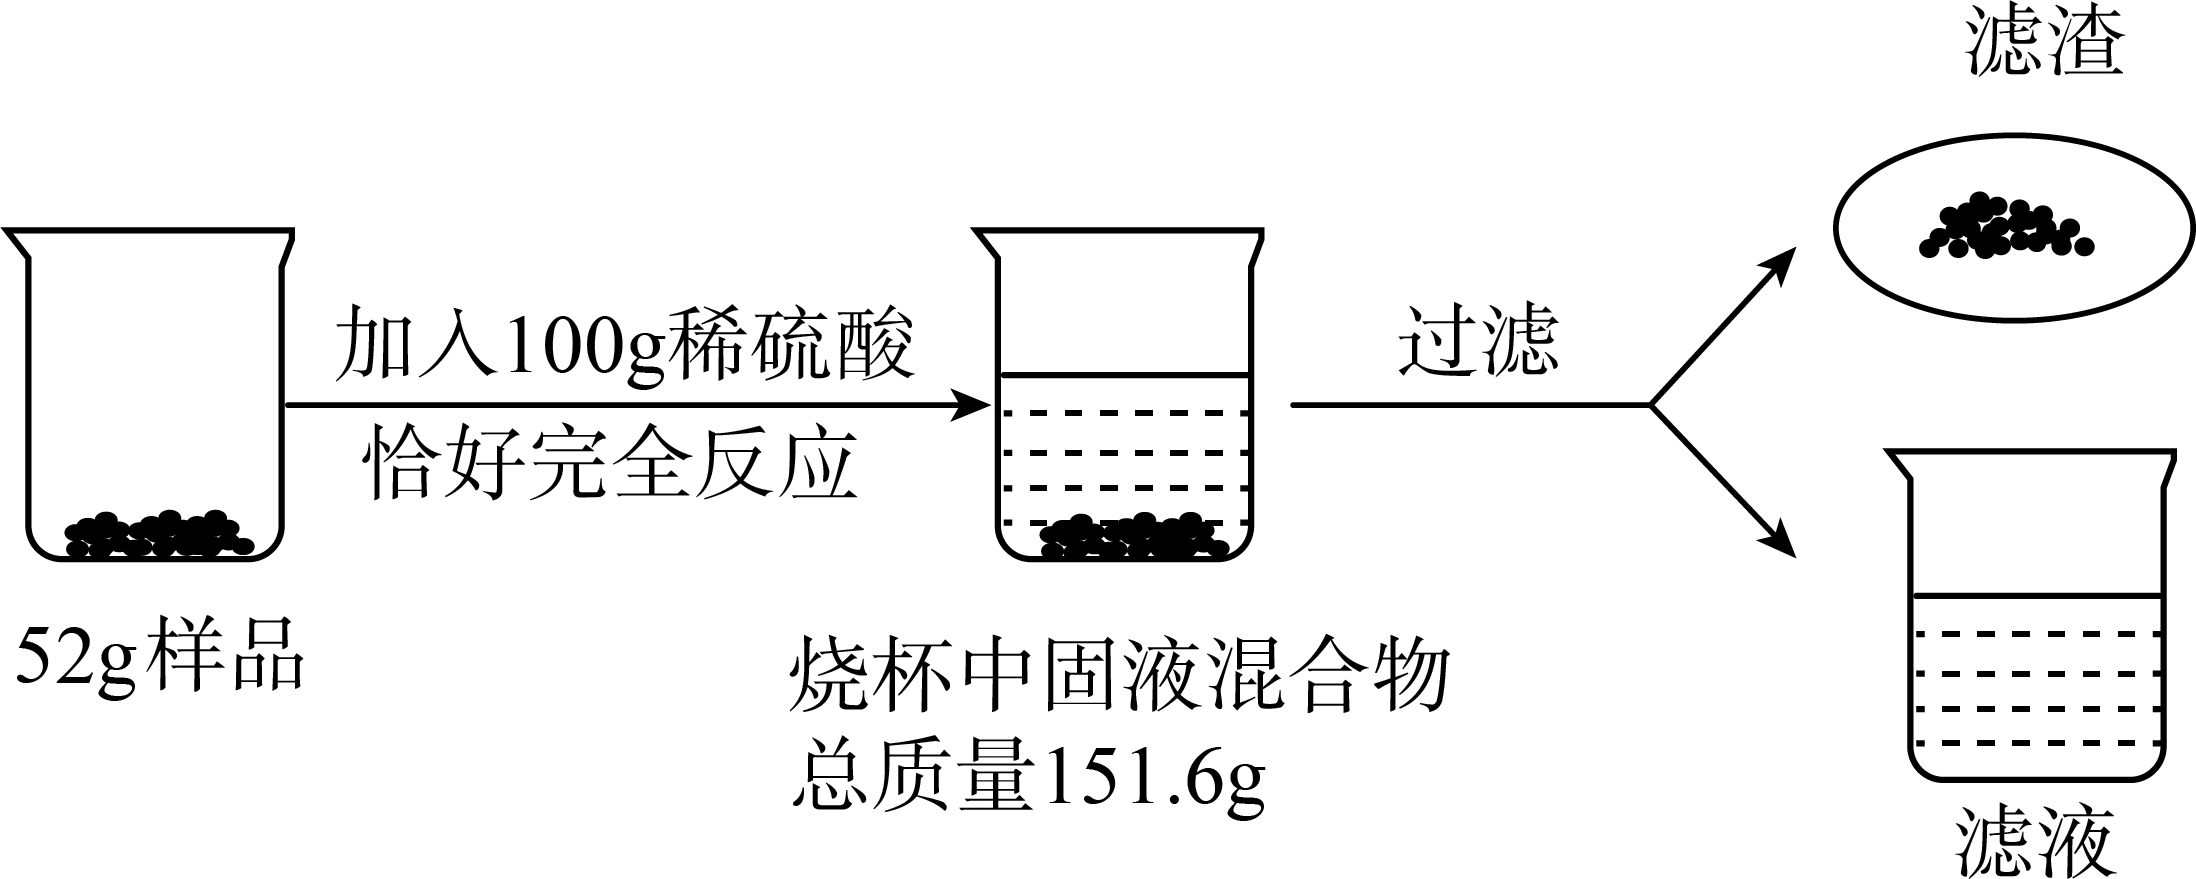 滤渣
加入100g稀硫酸
恰好完全反应
过滤
52g样品
烧杯中固液混合物
总质量151.6g
滤液